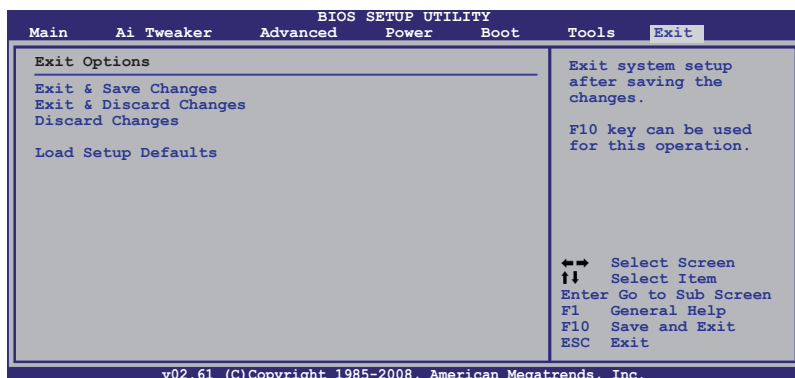 BIOS SETUP UTILITY
Main Ai Tweaker Advanced Power Boot Tools Exit
Exit Options
Exit & Save Changes
Exit & Discard Changes
Discard Changes
Load Setup Defaults
Exit system setup
after saving the
changes.
F10 key can be used
for this operation.
←→ Select Screen
↑↓ Select Item
Enter Go to Sub Screen
F1 General Help
F10 Save and Exit
ESC Exit
v02.61 (C)Copyright 1985-2008, American Megatrends, Inc.